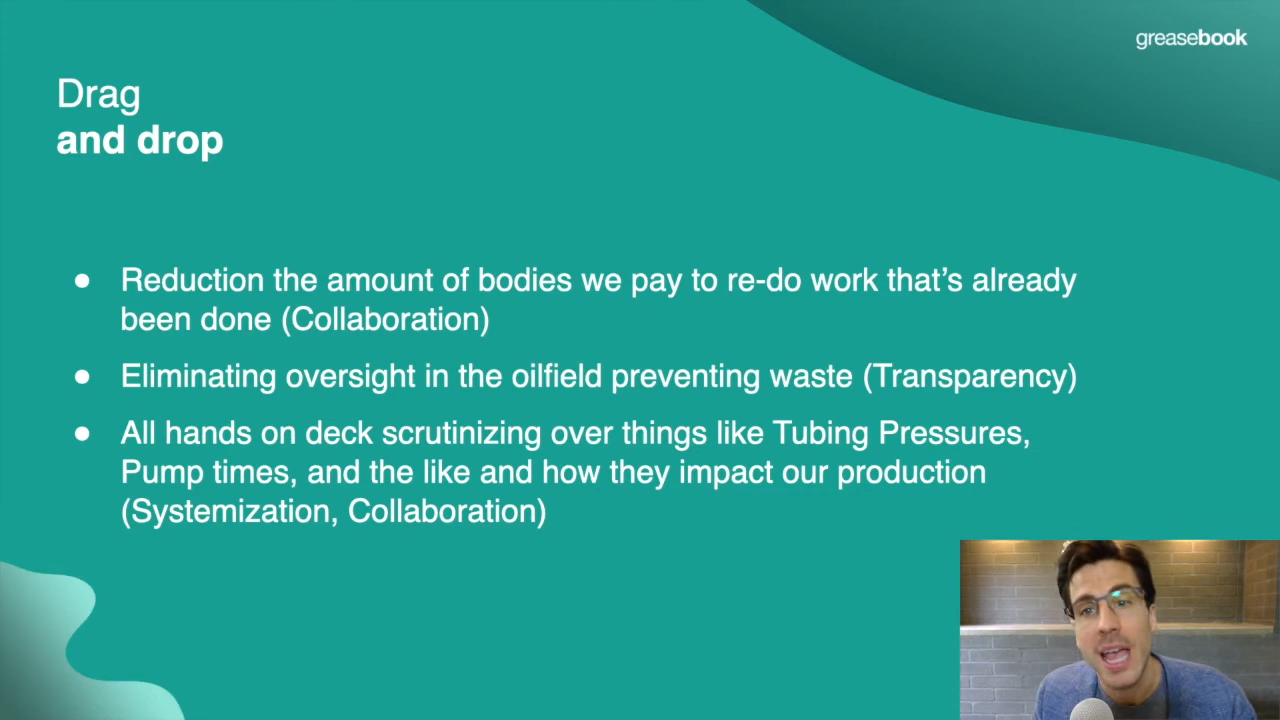 greasebook
Drag
and drop
● Reduction the amount of bodies we pay to re-do work that’s already
been done (Collaboration)
● Eliminating oversight in the oilfield preventing waste (Transparency)
● All hands on deck scrutinizing over things like Tubing Pressures,
Pump times, and the like and how they impact our production
(Systemization, Collaboration)